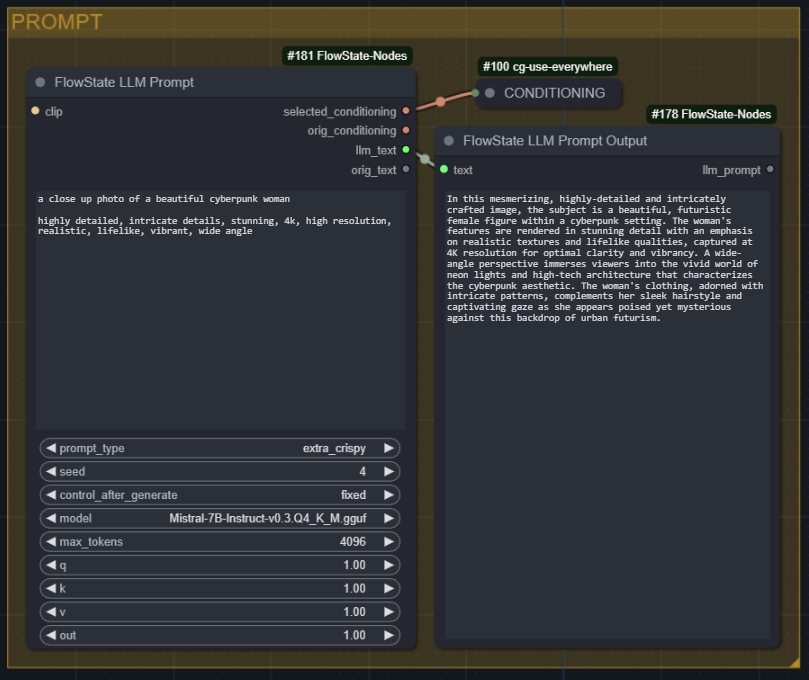 PROMPT
#181 FlowState-Nodes
FlowState LLM Prompt
clip
selected_conditioning
orig_conditioning
llm_text
orig_text
a close up photo of a beautiful cyberpunk woman
highly detailed, intricate details, stunning, 4k, high resolution,
realistic, lifelike, vibrant, wide angle
prompt_type extra_crispy
seed 4
control_after_generate fixed
model Mistral-7B-Instruct-v0.3.Q4_K_M.gguf
max_tokens 4096
q 1.00
k 1.00
v 1.00
out 1.00
#100 cg-use-everywhere
CONDITIONING
#178 FlowState-Nodes
FlowState LLM Prompt Output
text llm_prompt
In this mesmerizing, highly-detailed and intricately
crafted image, the subject is a beautiful, futuristic
female figure within a cyberpunk setting. The woman's
features are rendered in stunning detail with an emphasis
on realistic textures and lifelike qualities, captured at
4K resolution for optimal clarity and vibrancy. A wide-
angle perspective immerses viewers into the vivid world of
neon lights and high-tech architecture that characterizes
the cyberpunk aesthetic. The woman's clothing, adorned with
intricate patterns, complements her sleek hairstyle and
captivating gaze as she appears poised yet mysterious
against this backdrop of urban futurism.